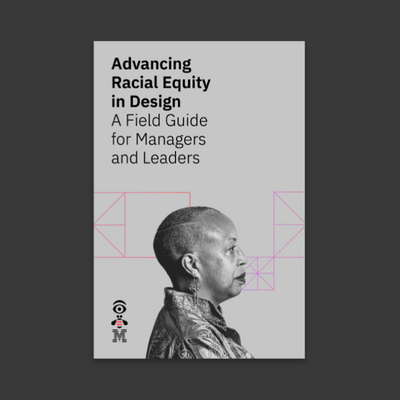 Advancing
Racial Equity
in Design
A Field Guide
for Managers
and Leaders
M